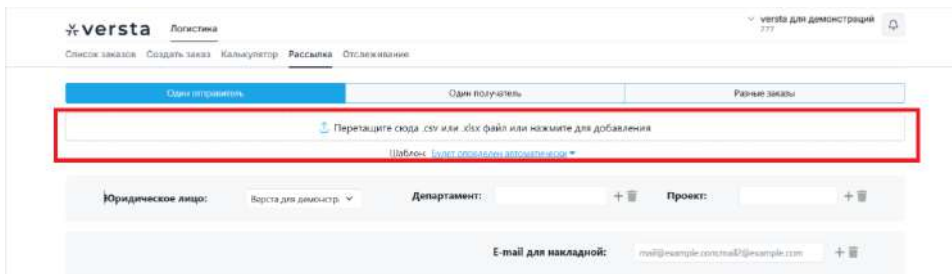 versta Логистика versta для демонстраций
777
Список заказов Создать заказ Калькулятор Рассылка Отслеживание
Один отправитель Один получатель Разные заказы
Перетащите сюда .csv или .xlsx файл или нажмите для добавления
Шаблон: Будет определен автоматически
Юридическое лицо: Верста для демонстр Департамент: Проект:
E-mail для накладной: mail@example.com;mail2@example.com